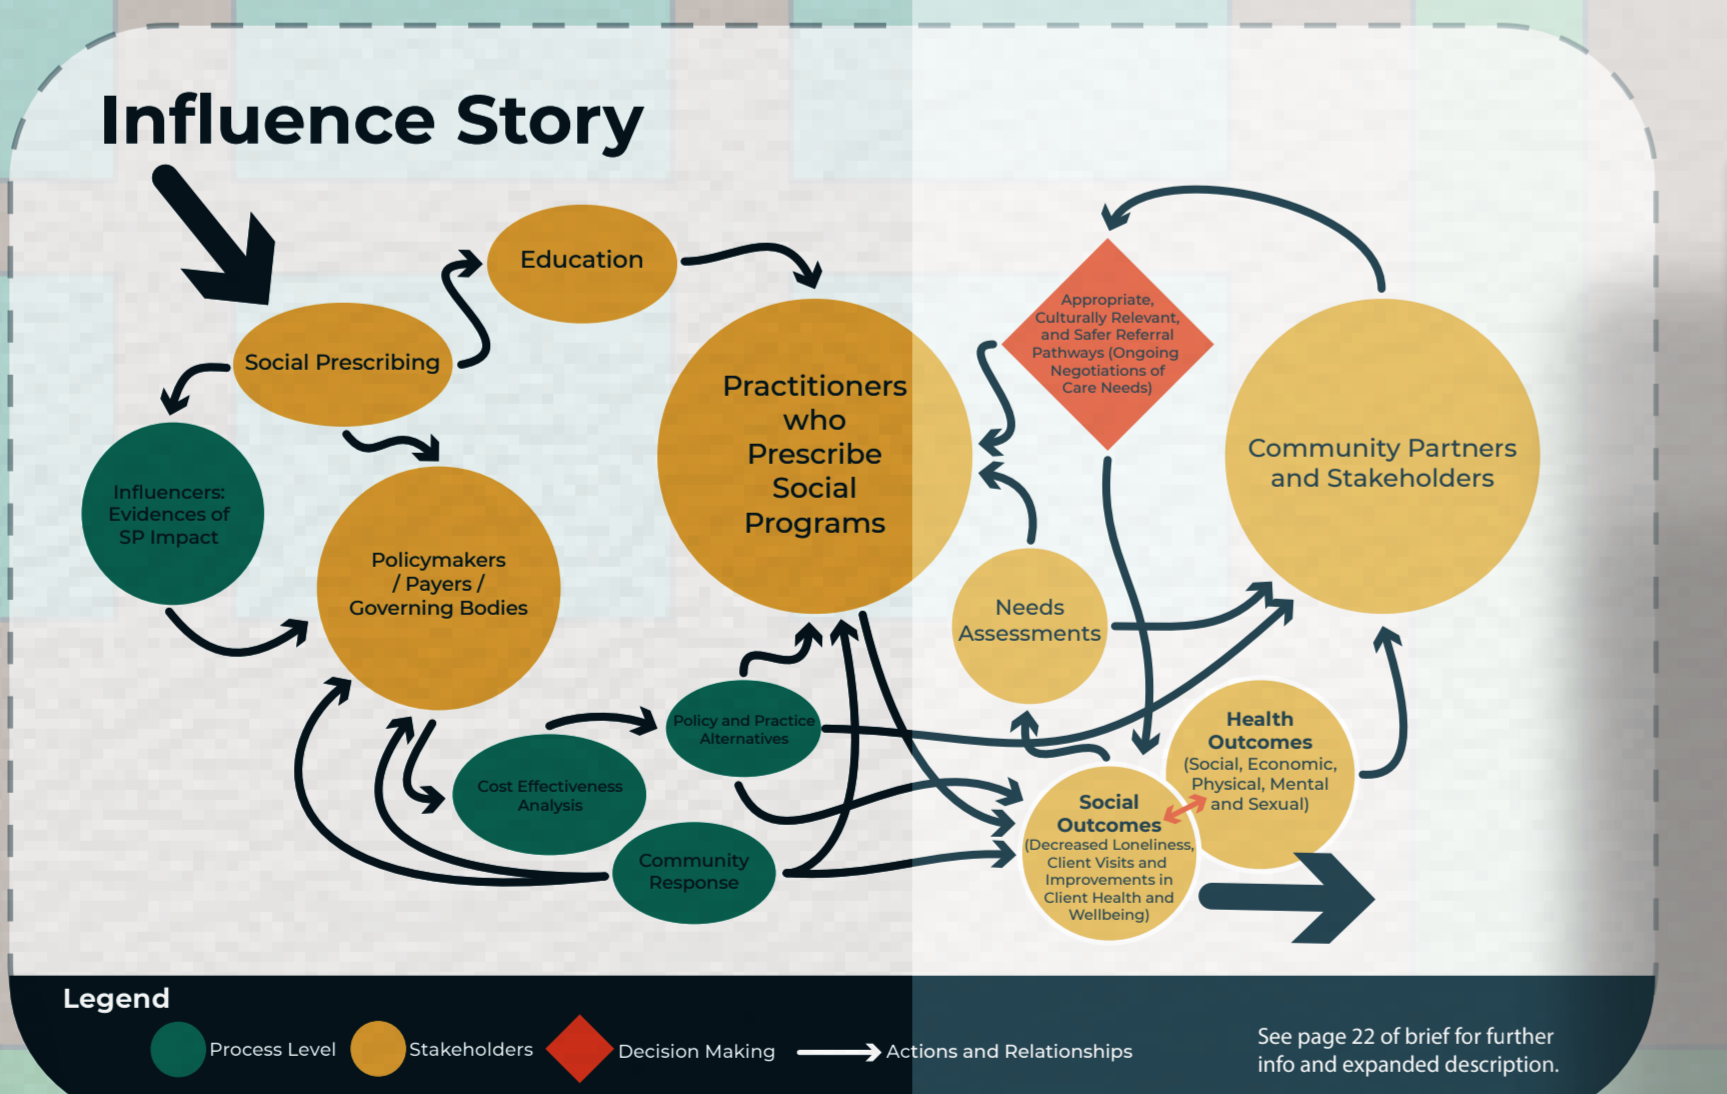 Influence Story
Education
Social Prescribing
Influencers:
Evidences of
SP Impact
Policymakers
/ Payers /
Governing Bodies
Practitioners
who
Prescribe
Social
Programs
Appropriate,
Culturally Relevant,
and Safer Referral
Pathways (Ongoing
Negotiations of
Care Needs)
Community Partners
and Stakeholders
Needs
Assessments
Policy and Practice
Alternatives
Cost Effectiveness
Analysis
Community
Response
Health
Outcomes
(Social, Economic,
Physical, Mental
and Sexual)
Social
Outcomes
(Decreased Loneliness,
Client Visits and
Improvements in
Client Health and
Wellbeing)
Legend
Process Level
Stakeholders
Decision Making
Actions and Relationships
See page 22 of brief for further
info and expanded description.